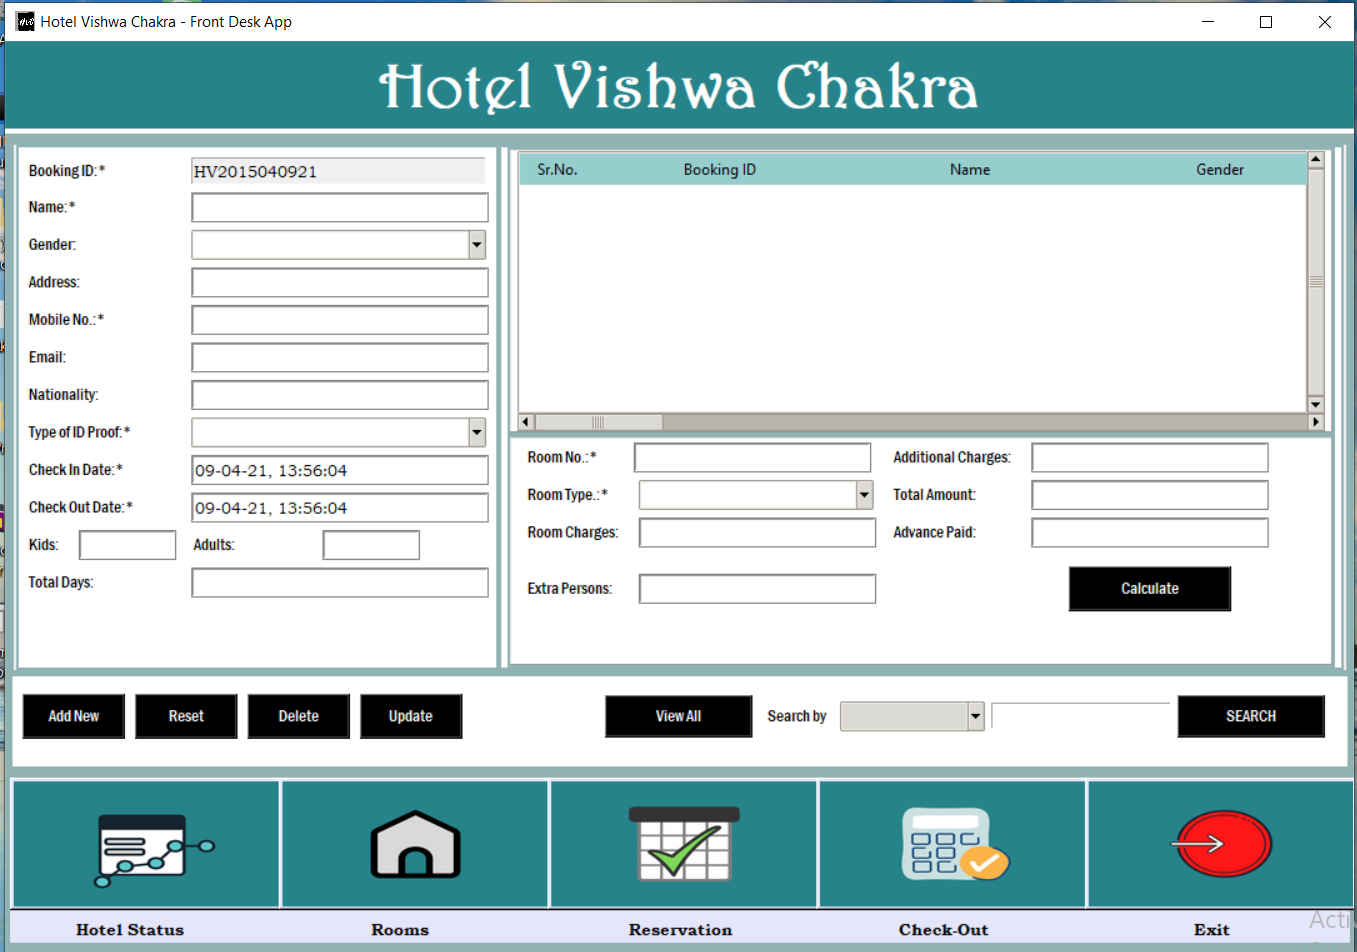 Hotel Vishwa Chakra - Front Desk App
Hotel Vishwa Chakra
Booking ID:*
HV2015040921
Name:*
Gender:
Address:
Mobile No.:*
Email:
Nationality:
Type of ID Proof:*
Check In Date:*
09-04-21, 13:56:04
Check Out Date:*
09-04-21, 13:56:04
Kids:
Adults:
Total Days:
Sr.No. Booking ID Name Gender
Room No.:*
Additional Charges:
Room Type.:*
Total Amount:
Room Charges:
Advance Paid:
Extra Persons:
Calculate
Add New
Reset
Delete
Update
View All
Search by
SEARCH
Hotel Status
Rooms
Reservation
Check-Out
Exit